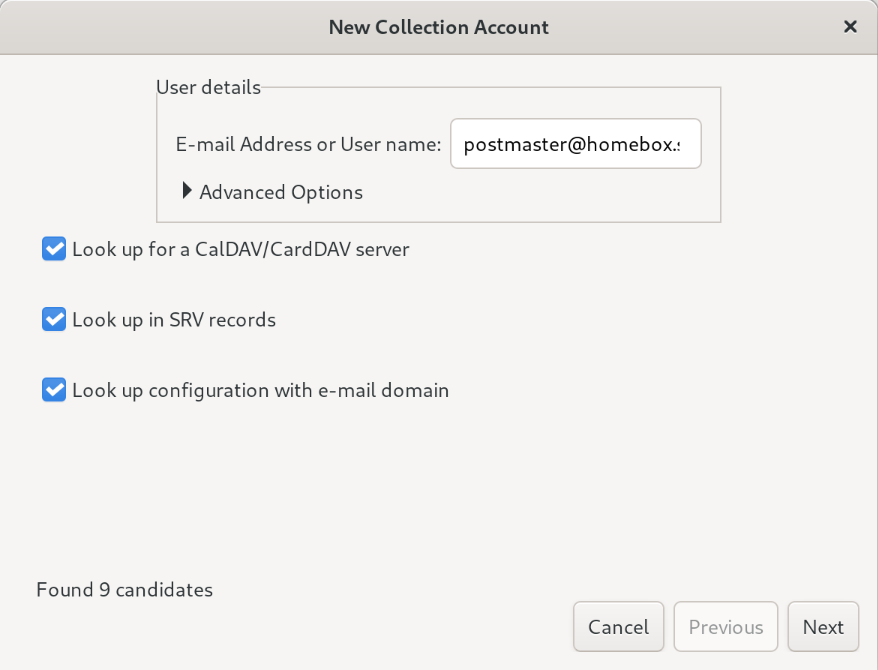 New Collection Account
User details
E-mail Address or User name: postmaster@homebox.
Advanced Options
Look up for a CalDAV/CardDAV server
Look up in SRV records
Look up configuration with e-mail domain
Found 9 candidates
Cancel Previous Next